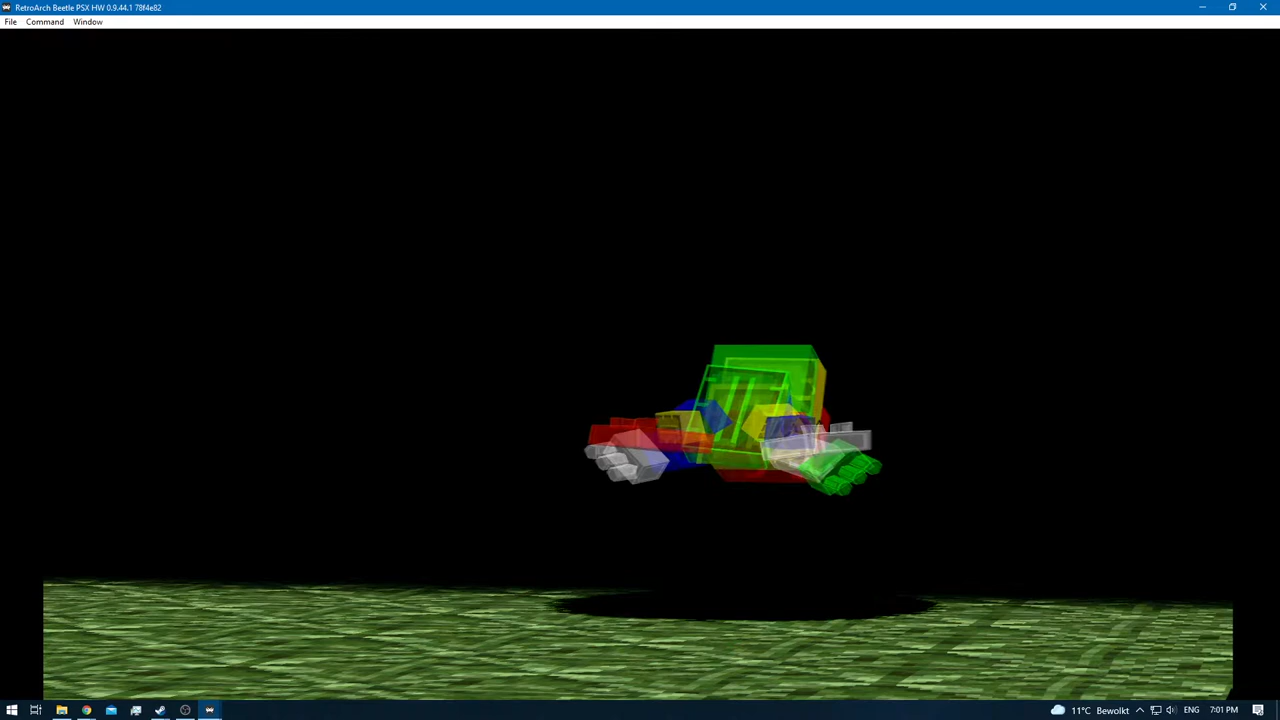 RetroArch Beetle PSX HW 0.9.44.1 78f4e82
File Command Window
11°C Bewolkt ENG 7:01 PM